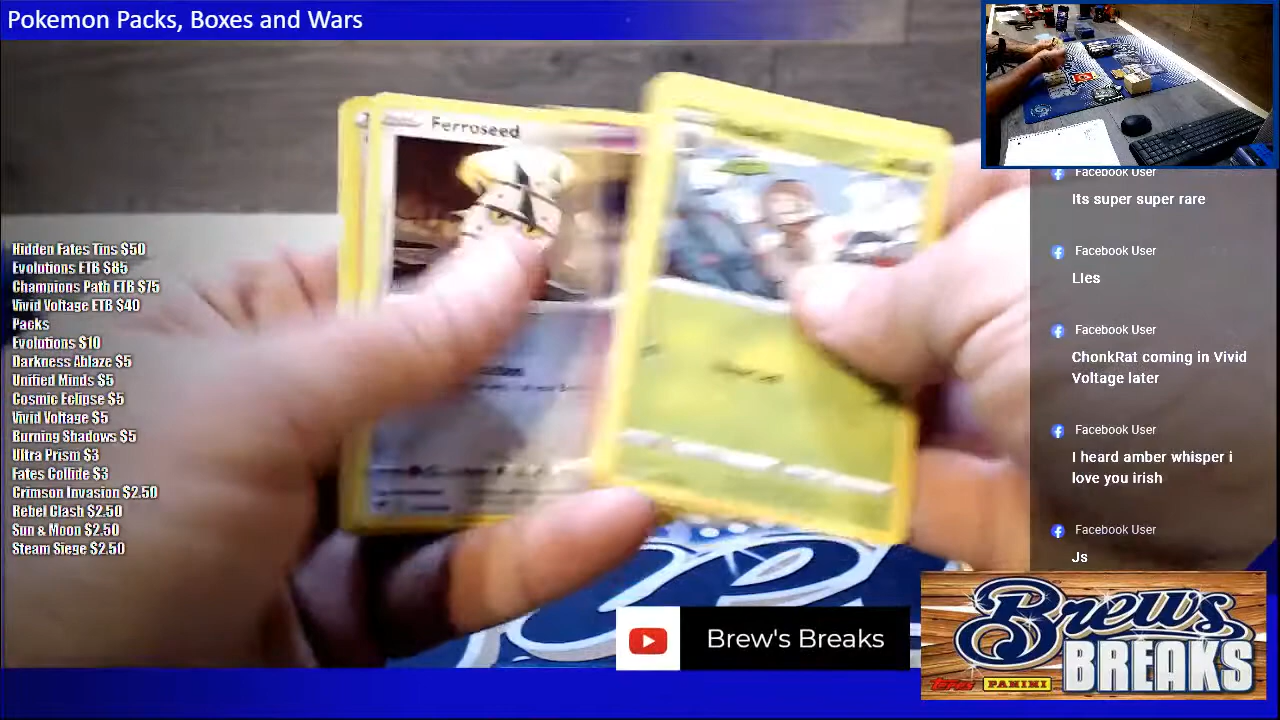 Pokemon Packs, Boxes and Wars
Ferroseed
Hidden Fates Tins $50
Evolutions ETB $85
Champions Path ETB $75
Vivid Voltage ETB $40
Packs
Evolutions $10
Darkness Ablaze $5
Unified Minds $5
Cosmic Eclipse $5
Vivid Voltage $5
Burning Shadows $5
Ultra Prism $3
Fates Collide $3
Crimson Invasion $2.50
Rebel Clash $2.50
Sun & Moon $2.50
Steam Siege $2.50
Facebook User
Its super super rare
Facebook User
LIes
Facebook User
ChonkRat coming in Vivid
Voltage later
Facebook User
I heard amber whisper i
love you irish
Facebook User
Js
Brew's Breaks
Brew's
BREAKS
Topps PANINI